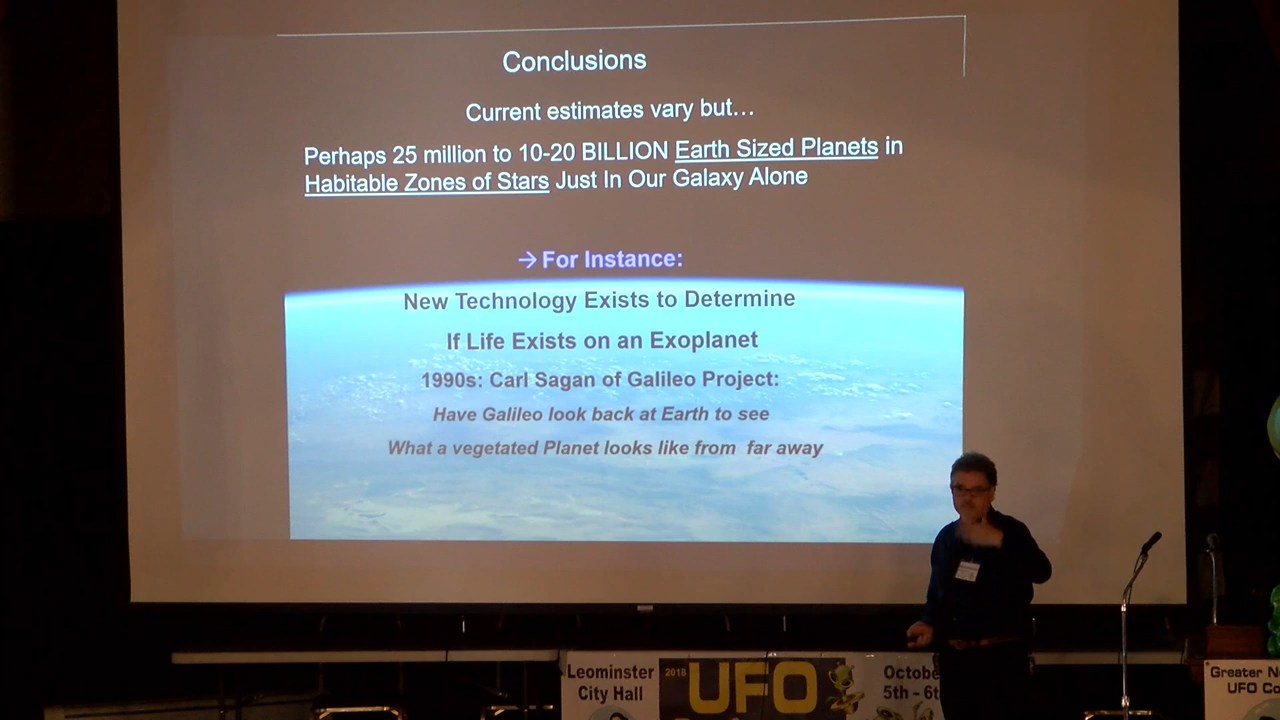 Conclusions
Current estimates vary but…
Perhaps 25 million to 10-20 BILLION Earth Sized Planets in
Habitable Zones of Stars Just In Our Galaxy Alone
→ For Instance:
New Technology Exists to Determine
If Life Exists on an Exoplanet
1990s: Carl Sagan of Galileo Project:
Have Galileo look back at Earth to see
What a vegetated Planet looks like from far away
Leominster
City Hall
UFO
Octobe
5th - 6t
Greater N
UFO Co